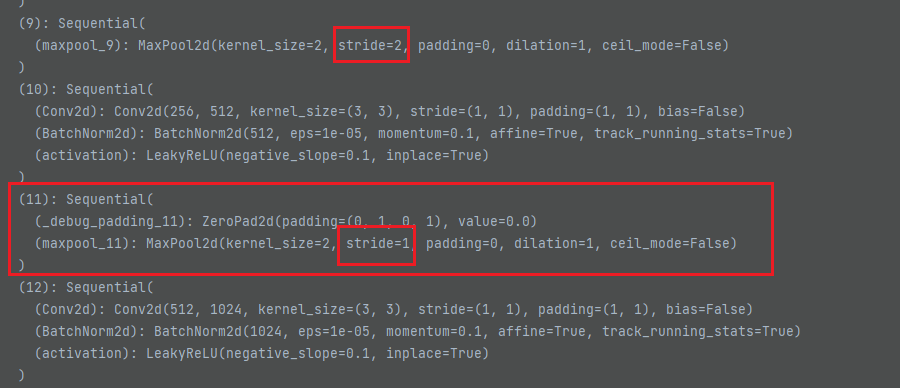 )
(9): Sequential(
(maxpool_9): MaxPool2d(kernel_size=2, stride=2, padding=0, dilation=1, ceil_mode=False)
)
(10): Sequential(
(Conv2d): Conv2d(256, 512, kernel_size=(3, 3), stride=(1, 1), padding=(1, 1), bias=False)
(BatchNorm2d): BatchNorm2d(512, eps=1e-05, momentum=0.1, affine=True, track_running_stats=True)
(activation): LeakyReLU(negative_slope=0.1, inplace=True)
)
(11): Sequential(
(_debug_padding_11): ZeroPad2d(padding=(0, 1, 0, 1), value=0.0)
(maxpool_11): MaxPool2d(kernel_size=2, stride=1, padding=0, dilation=1, ceil_mode=False)
)
(12): Sequential(
(Conv2d): Conv2d(512, 1024, kernel_size=(3, 3), stride=(1, 1), padding=(1, 1), bias=False)
(BatchNorm2d): BatchNorm2d(1024, eps=1e-05, momentum=0.1, affine=True, track_running_stats=True)
(activation): LeakyReLU(negative_slope=0.1, inplace=True)
)